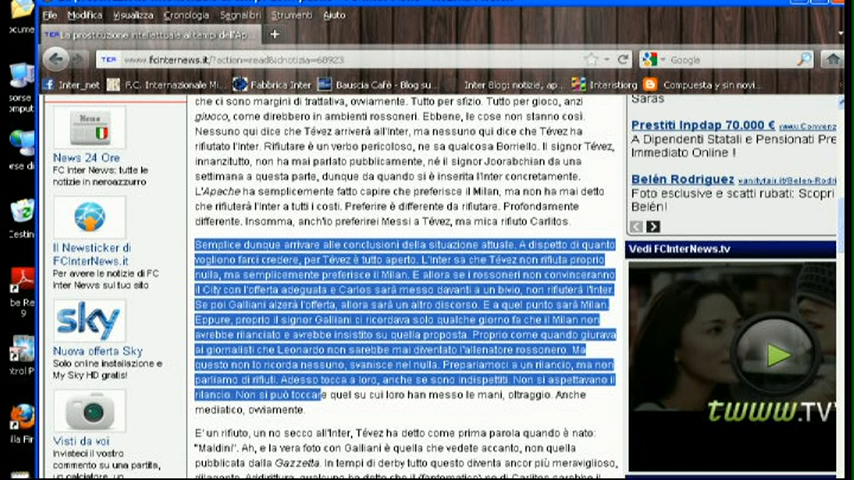 File Modifica Visualizza Cronologia Segnalibri Strumenti Aiuto
La prostituzione intellettuale ai tempi dell'Ap...
www.fcinternews.it/?action=read&idnotizia=68923
Google
Inter_net F.C. Internazionale Mi... Fabbrica Inter Bauscia Cafè - Blog su... Inter Blog: notizie, ap... Interistiorg Compuesta y sin novi...
che ci sono margini di trattativa, ovviamente. Tutto per sfizio. Tutto per gioco, anzi
giuoco, come direbbero in ambienti rossoneri. Ebbene, le cose non stanno così.
Nessuno qui dice che Tévez arriverà all'Inter, ma nessuno qui dice che Tévez ha
rifiutato l'Inter. Rifiutare è un verbo pericoloso, ne sa qualcosa Borriello. Il signor Tévez,
innanzitutto, non ha mai parlato pubblicamente, né il signor Joorabchian da una
settimana a questa parte, dunque da quando si è inserita l'Inter concretamente.
L'Apache ha semplicemente fatto capire che preferisce il Milan, ma non ha mai detto
che rifiuterà l'Inter a tutti i costi. Preferire è differente da rifiutare. Profondamente
differente. Insomma, anch'io preferirei Messi a Tévez, ma mica rifiuto Carlitos.
Semplice dunque arrivare alle conclusioni della situazione attuale. A dispetto di quanto
vogliono farci credere, per Tévez è tutto aperto. L'Inter sa che Tévez non rifiuta proprio
nulla, ma semplicemente preferisce il Milan. E allora se i rossoneri non convinceranno
il City con l'offerta adeguata e Carlos sarà messo davanti a un bivio, non rifiuterà l'Inter.
Se poi Galliani alzerà l'offerta, allora sarà un altro discorso. E a quel punto sarà Milan.
Eppure, proprio il signor Galliani ci ricordava solo qualche giorno fa che il Milan non
avrebbe rilanciato e avrebbe insistito su quella proposta. Proprio come quando giurava
ai giornalisti che Leonardo non sarebbe mai diventato l'allenatore rossonero. Ma
questo non lo ricorda nessuno, svanisce nel nulla. Prepariamoci a un rilancio, ma non
parliamo di rifiuti. Adesso tocca a loro, anche se sono indispettiti. Non si aspettavano il
rilancio. Non si può toccare quel su cui loro han messo le mani, oltraggio. Anche
mediatico, ovviamente.
E' un rifiuto, un no secco all'Inter, Tévez ha detto come prima parola quando è nato:
"Maldini". Ah, e la vera foto con Galliani è quella che vedete accanto, non quella
pubblicata dalla Gazzetta. In tempi di derby tutto questo diventa ancor più meraviglioso,
News
News 24 Ore
FC Inter News: tutte le
notizie in neroazzurro
Il Newsticker di
FCInterNews.it
Per avere le notizie di FC
Inter News sul tuo sito
sky
Nuova offerta Sky
Solo online installazione e
My Sky HD gratis!
Visti da voi
Inviateci il vostro
commento su una partita,
Saras
Prestiti Inpdap 70.000 € www.Convenz
A Dipendenti Statali e Pensionati Pre
Immediato Online !
Belén Rodriguez vanityfair.it/Belen-Rodri
Foto esclusive e scatti rubati: Scopri
Belén!
Vedi FCInterNews.tv
twww.TV